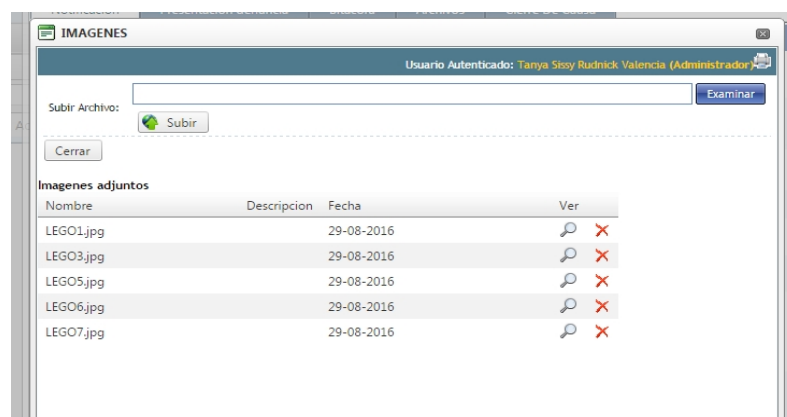 IMAGENES
Usuario Autenticado: Tanya Sissy Rudnick Valencia (Administrador)
Subir Archivo:
Examinar
Subir
Cerrar
Imagenes adjuntos
Nombre Descripcion Fecha Ver
LEGO1.jpg 29-08-2016
LEGO3.jpg 29-08-2016
LEGO5.jpg 29-08-2016
LEGO6.jpg 29-08-2016
LEGO7.jpg 29-08-2016